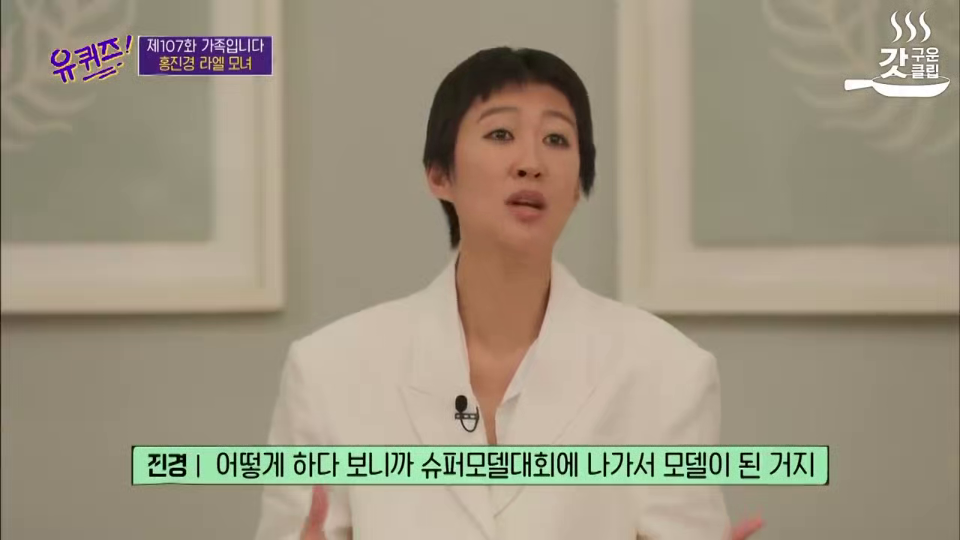 유퀴즈!
제107화 가족입니다
홍진경 라엘 모녀
갓구운
클립
진경 | 어떻게 하다 보니까 슈퍼모델대회에 나가서 모델이 된 거지